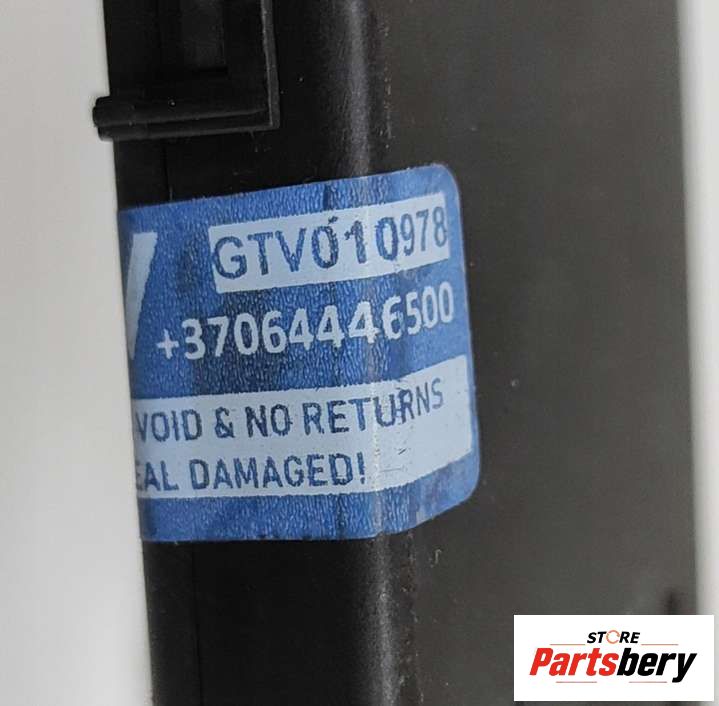 GTV010978
+37064446500
VOID & NO RETURNS
EAL DAMAGED!
STORE
Partsbery